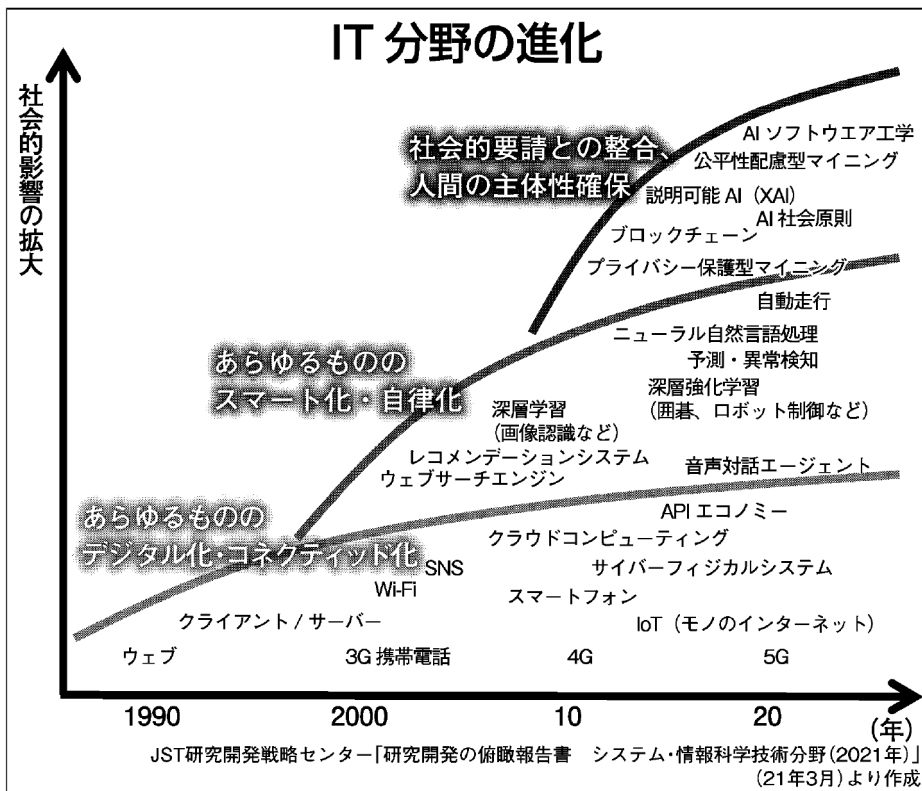 IT 分野の進化
社会的影響の拡大
社会的要請との整合、
人間の主体性確保
AI ソフトウエア工学
公平性配慮型マイニング
説明可能 AI（XAI）
AI 社会原則
ブロックチェーン
プライバシー保護型マイニング
自動走行
あらゆるものの
スマート化・自律化
ニューラル自然言語処理
予測・異常検知
深層強化学習
（囲碁、ロボット制御など）
深層学習
（画像認識など）
レコメンデーションシステム
ウェブサーチエンジン
音声対話エージェント
あらゆるものの
デジタル化・コネクティッド化
API エコノミー
クラウドコンピューティング
SNS
サイバーフィジカルシステム
Wi-Fi
スマートフォン
クライアント / サーバー
IoT（モノのインターネット）
ウェブ
3G 携帯電話
4G
5G
1990
2000
10
20
（年）
JST研究開発戦略センター「研究開発の俯瞰報告書　システム・情報科学技術分野（2021年）」
（21年3月）より作成